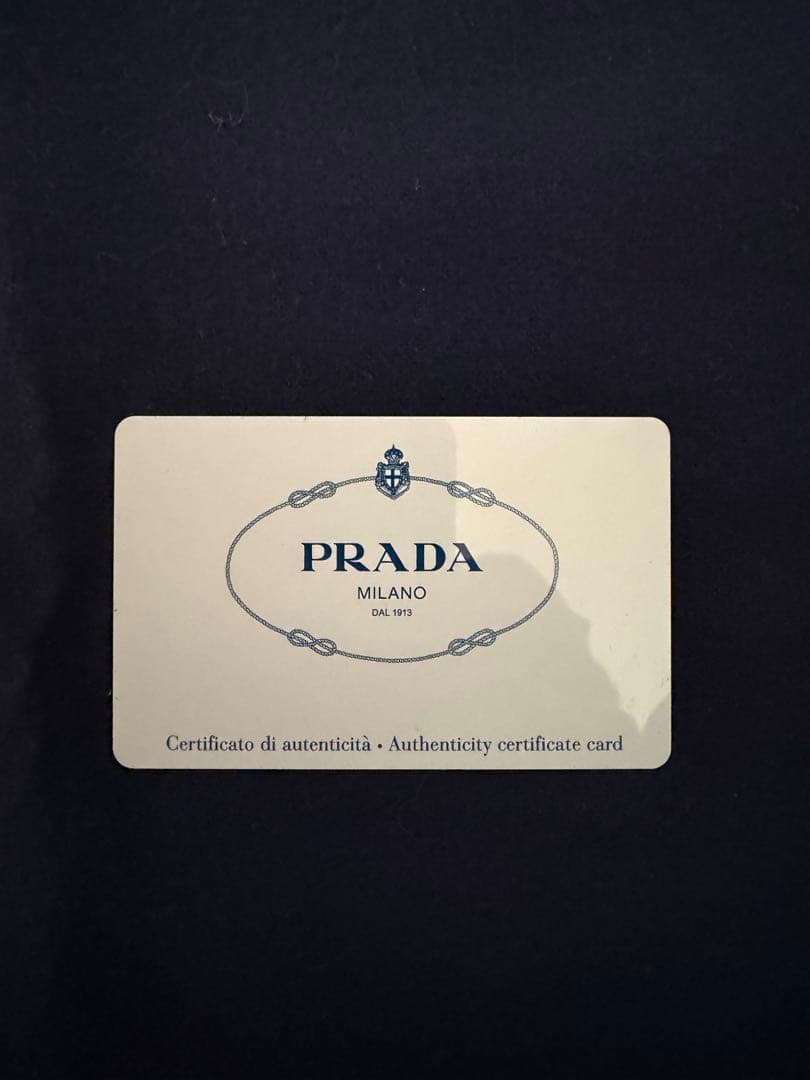 PRADA
MILANO
DAL 1913
Certificato di autenticità • Authenticity certificate card